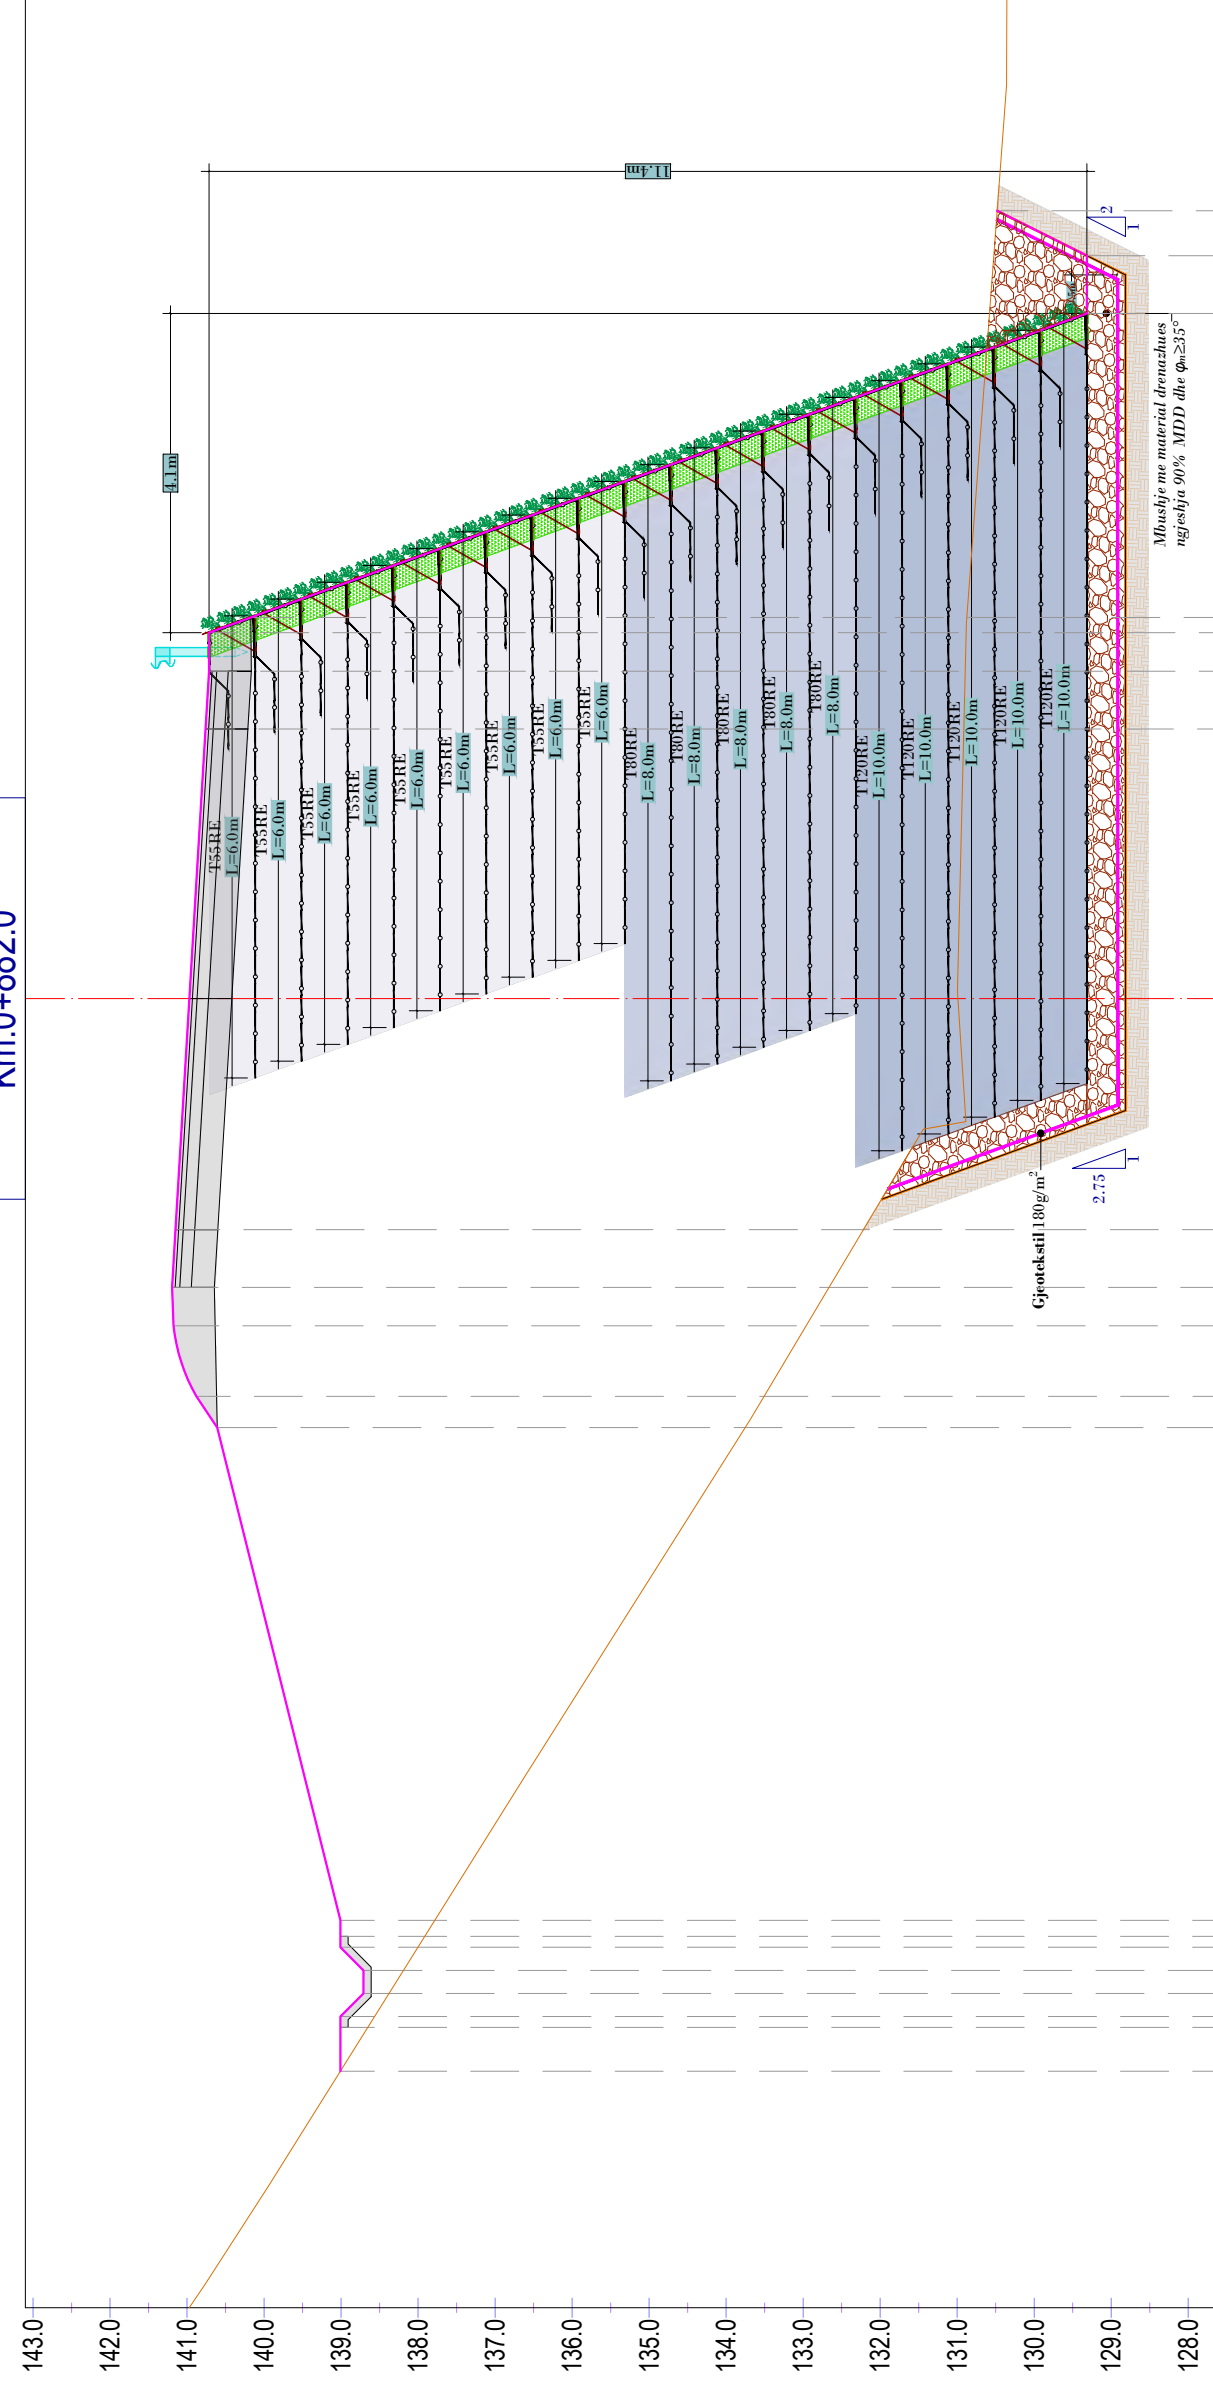 143.0
142.0
141.0
140.0
139.0
138.0
137.0
136.0
135.0
134.0
133.0
132.0
131.0
130.0
129.0
128.0
4.1m
11.4m
T55RE
L=6.0m
T55RE
L=6.0m
T55RE
L=6.0m
T55RE
L=6.0m
T55RE
L=6.0m
T55RE
L=6.0m
T55RE
L=6.0m
T55RE
L=6.0m
T55RE
L=6.0m
T80RE
L=8.0m
T80RE
L=8.0m
T80RE
L=8.0m
T80RE
L=8.0m
T80RE
L=8.0m
T120RE
L=10.0m
T120RE
L=10.0m
T120RE
L=10.0m
T120RE
L=10.0m
T120RE
L=10.0m
Gjeotekstil 180g/m²
2.75
1
2
1
Mbushje me material drenazhues
ngjeshja 90% MDD dhe φm≥35°